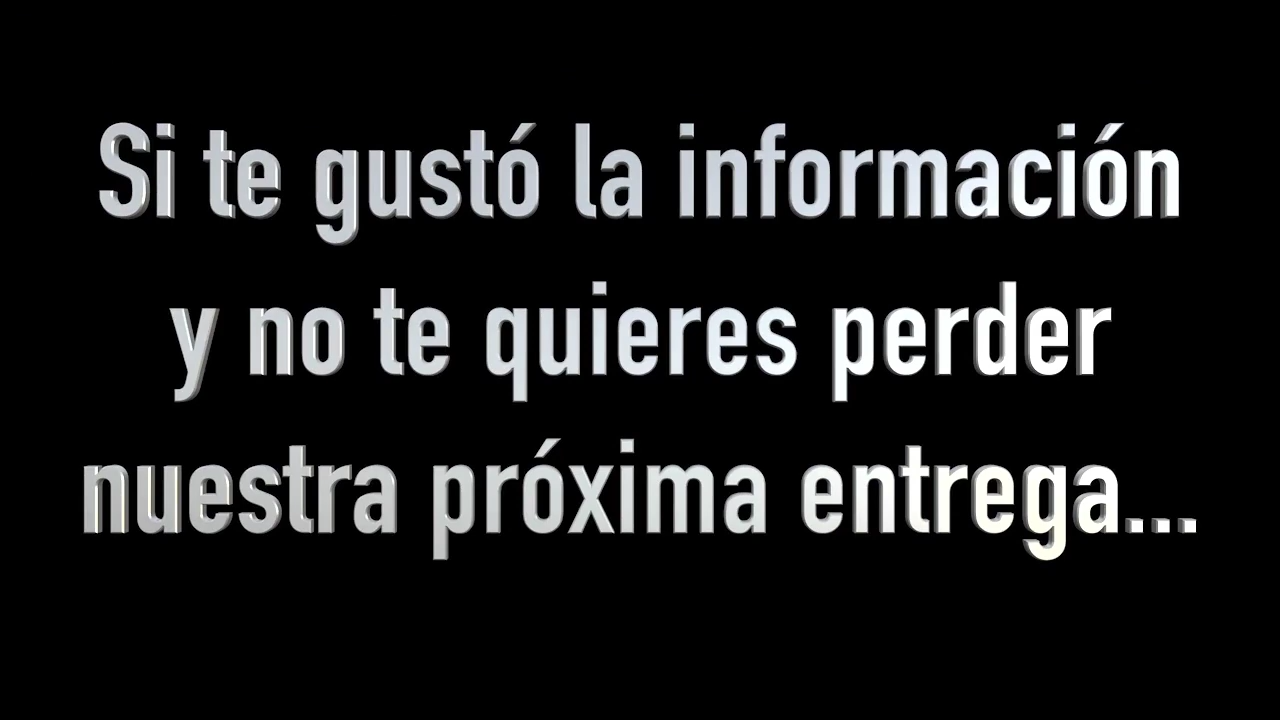 Si te gustó la información
y no te quieres perder
nuestra próxima entrega...